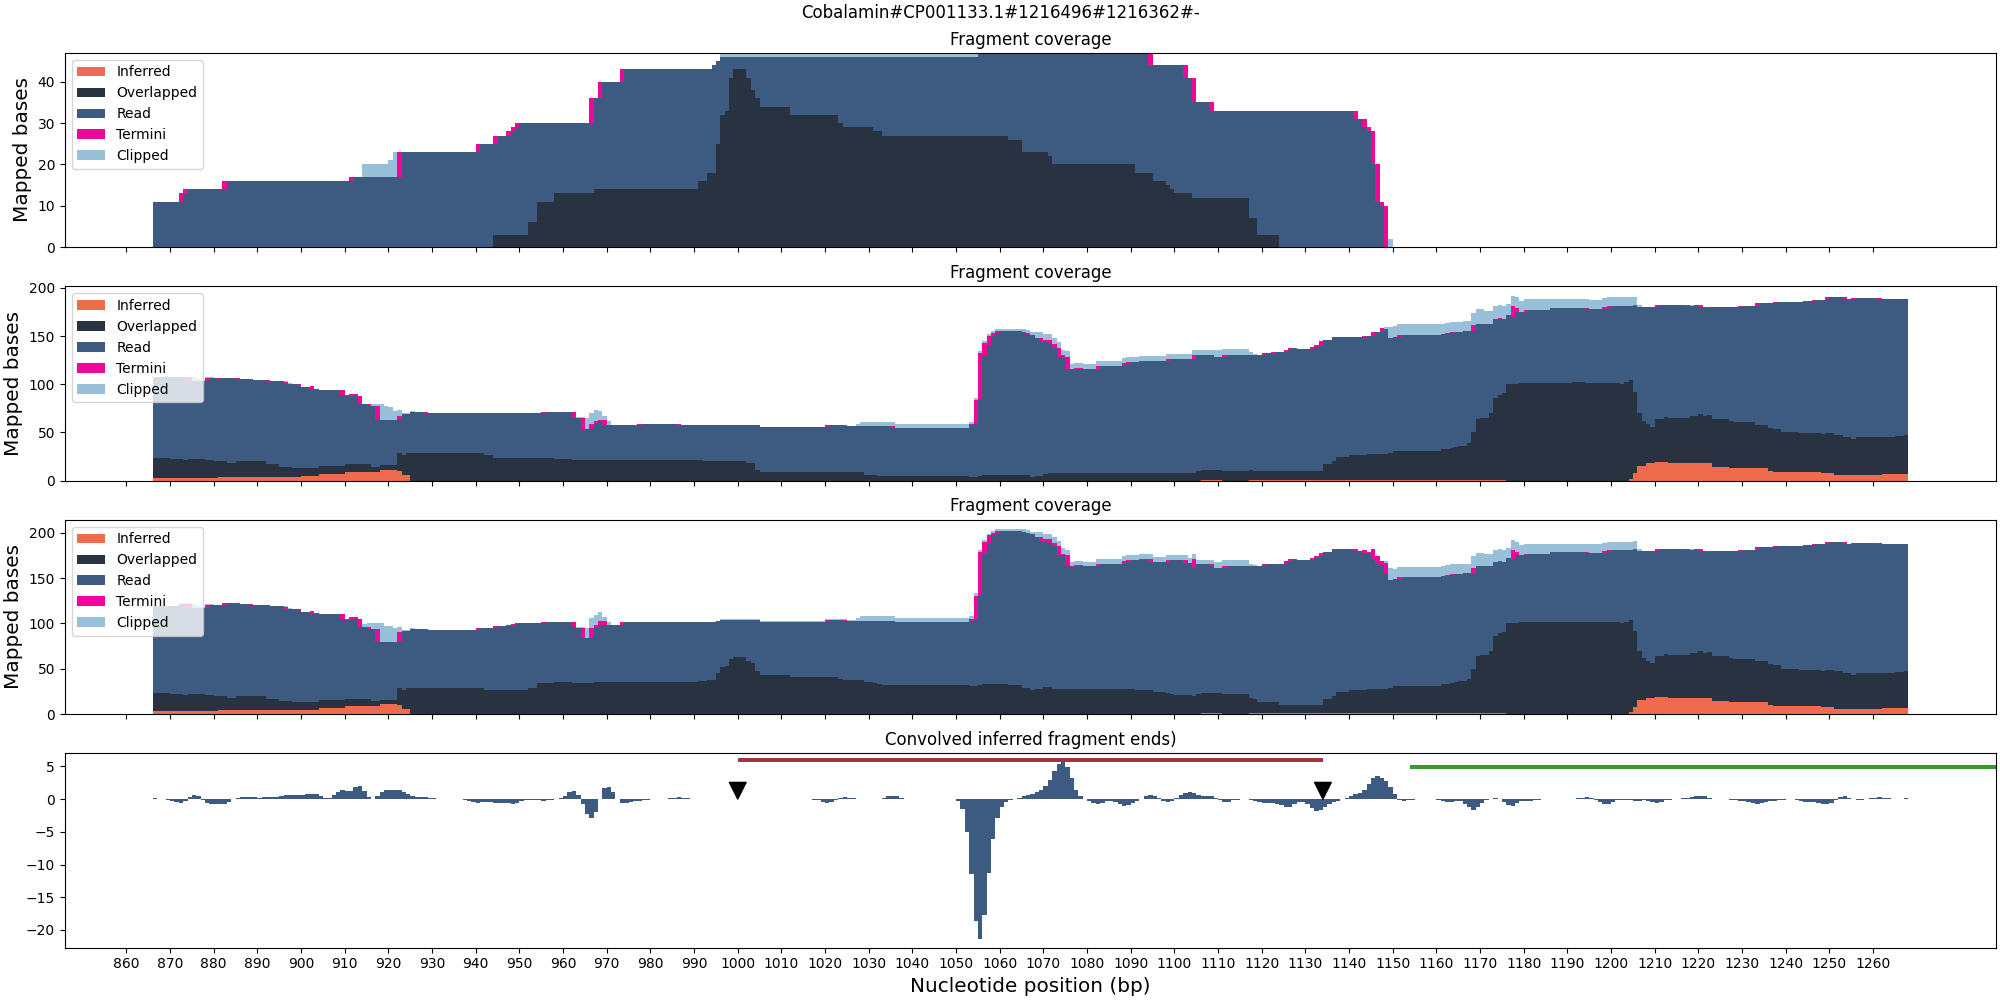 Cobalamin#CP001133.1#1216496#1216362#-
Fragment coverage
Mapped bases
40
30
20
10
0
Inferred
Overlapped
Read
Termini
Clipped
Fragment coverage
Mapped bases
200
150
100
50
0
Inferred
Overlapped
Read
Termini
Clipped
Fragment coverage
Mapped bases
200
150
100
50
0
Inferred
Overlapped
Read
Termini
Clipped
Convolved inferred fragment ends)
5
0
−5
−10
−15
−20
860 870 880 890 900 910 920 930 940 950 960 970 980 990 1000 1010 1020 1030 1040 1050 1060 1070 1080 1090 1100 1110 1120 1130 1140 1150 1160 1170 1180 1190 1200 1210 1220 1230 1240 1250 1260
Nucleotide position (bp)